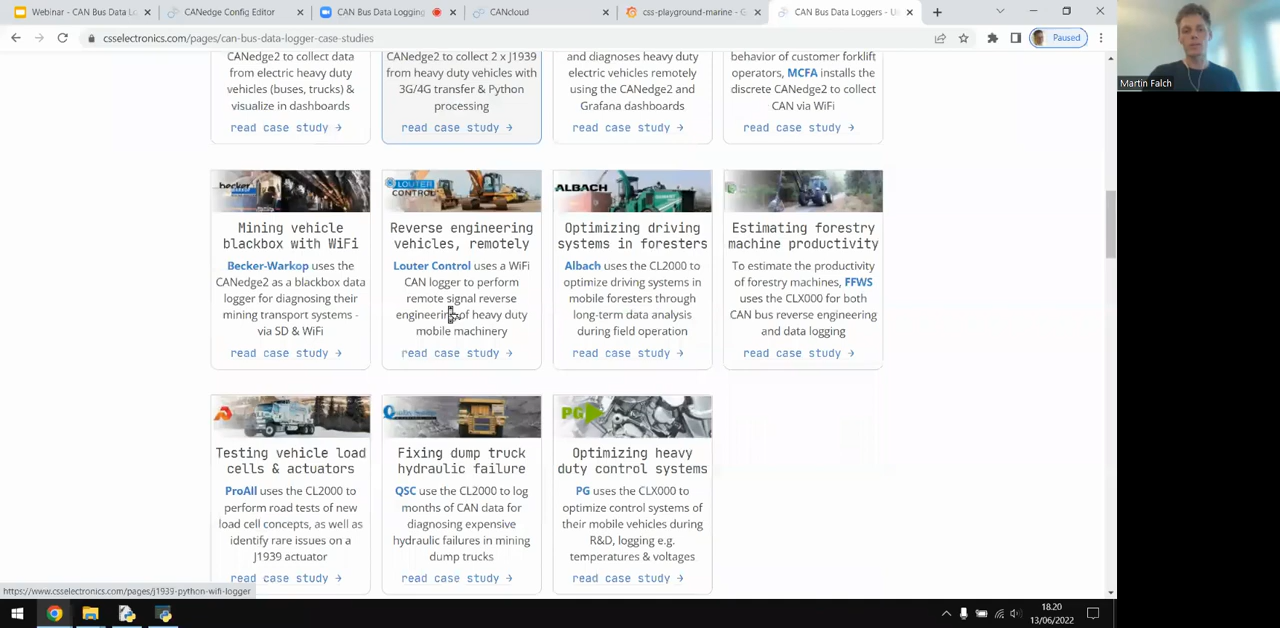 Webinar - CAN Bus Data Lo
CANedge Config Editor
CAN Bus Data Logging
CANcloud
css-playground-marine - G
CAN Bus Data Loggers - U
csselectronics.com/pages/can-bus-data-logger-case-studies
Paused
Martin Falch
CANedge2 to collect data
from electric heavy duty
vehicles (buses, trucks) &
visualize in dashboards
read case study →
CANedge2 to collect 2 x J1939
from heavy duty vehicles with
3G/4G transfer & Python
processing
read case study →
and diagnoses heavy duty
electric vehicles remotely
using the CANedge2 and
Grafana dashboards
read case study →
behavior of customer forklift
operators, MCFA installs the
discrete CANedge2 to collect
CAN via WiFi
read case study →
becker
Mining vehicle
blackbox with WiFi
Becker-Warkop uses the
CANedge2 as a blackbox data
logger for diagnosing their
mining transport systems -
via SD & WiFi
read case study →
LOUTER
CONTROL
Reverse engineering
vehicles, remotely
Louter Control uses a WiFi
CAN logger to perform
remote signal reverse
engineering of heavy duty
mobile machinery
read case study →
ALBACH
Optimizing driving
systems in foresters
Albach uses the CL2000 to
optimize driving systems in
mobile foresters through
long-term data analysis
during field operation
read case study →
Estimating forestry
machine productivity
To estimate the productivity
of forestry machines, FFWS
uses the CLX000 for both
CAN bus reverse engineering
and data logging
read case study →
Testing vehicle load
cells & actuators
ProAll uses the CL2000 to
perform road tests of new
load cell concepts, as well as
identify rare issues on a
J1939 actuator
read case study →
Fixing dump truck
hydraulic failure
QSC use the CL2000 to log
months of CAN data for
diagnosing expensive
hydraulic failures in mining
dump trucks
read case study →
PG
Optimizing heavy
duty control systems
PG uses the CLX000 to
optimize control systems of
their mobile vehicles during
R&D, logging e.g.
temperatures & voltages
read case study →
https://www.csselectronics.com/pages/j1939-python-wifi-logger
18.20
13/06/2022